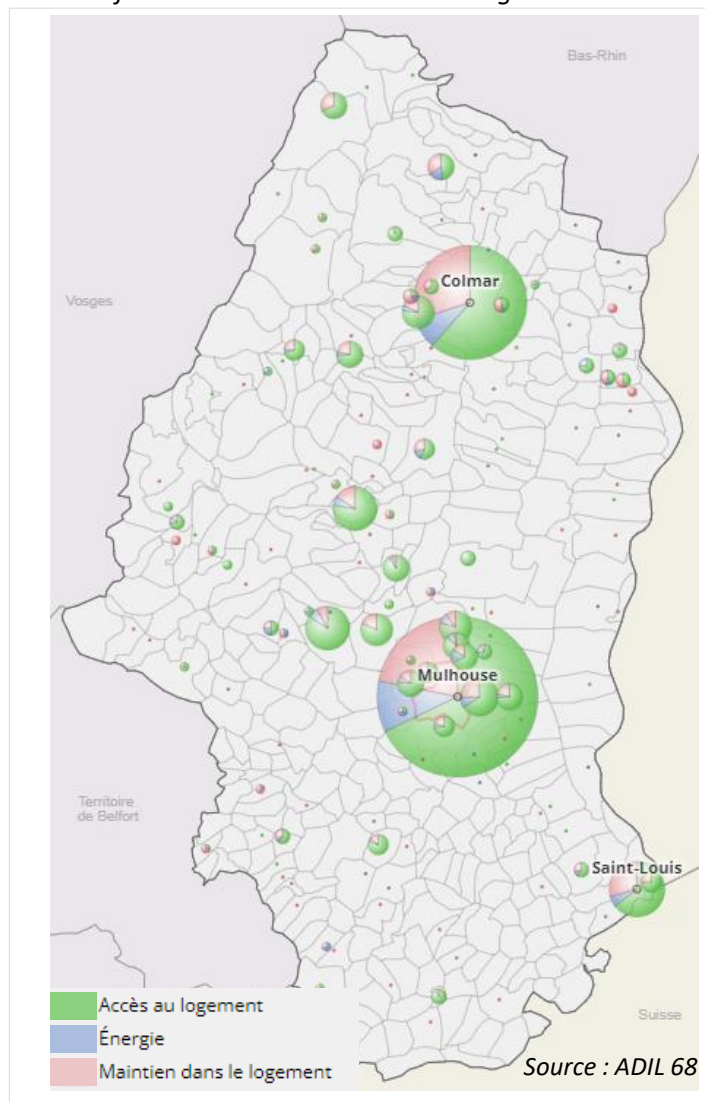 Bas-Rhin
Colmar
Vosges
Mulhouse
Territoire
de Belfort
Saint-Louis
Accès au logement
Énergie
Suisse
Maintien dans le logement
Source : ADIL 68